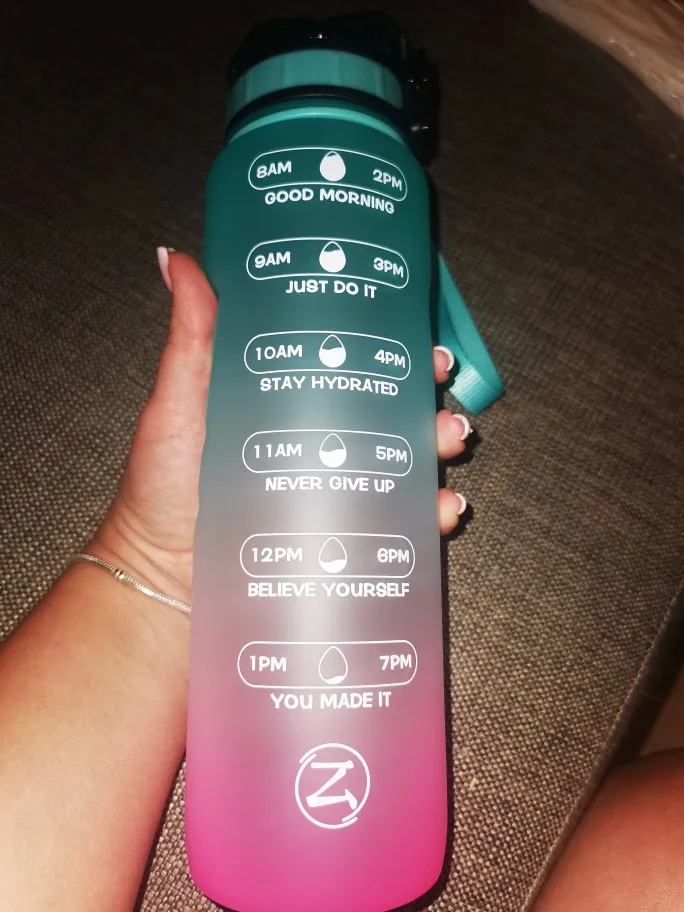 8AM 2PM
GOOD MORNING
9AM 3PM
JUST DO IT
10AM 4PM
STAY HYDRATED
11AM 5PM
NEVER GIVE UP
12PM 6PM
BELIEVE YOURSELF
1PM 7PM
YOU MADE IT
Z